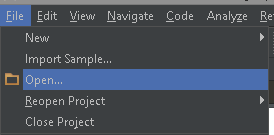 File Edit View Navigate Code Analyze
New
Import Sample...
Open...
Reopen Project
Close Project